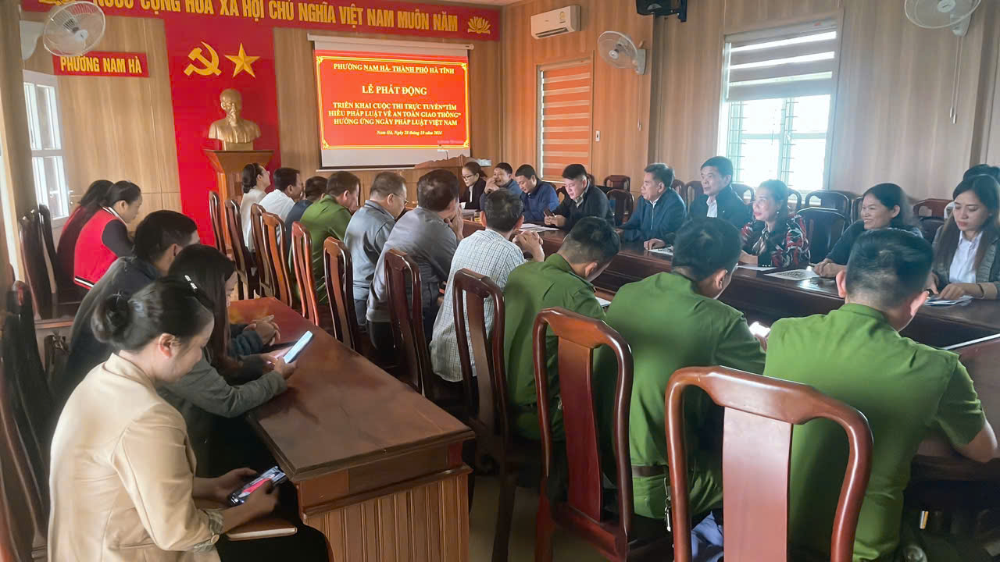 NƯỚC CỘNG HÒA XÃ HỘI CHỦ NGHĨA VIỆT NAM MUÔN NĂM
PHƯỜNG NAM HÀ
PHƯỜNG NAM HÀ- THÀNH PHỐ HÀ TĨNH
LỄ PHÁT ĐỘNG
TRIỂN KHAI CUỘC THI TRỰC TUYẾN"TÌM
HIỂU PHÁP LUẬT VỀ AN TOÀN GIAO THÔNG"
HƯỞNG ỨNG NGÀY PHÁP LUẬT VIỆT NAM
Nam Hà, Ngày 28 tháng 10 năm 2024